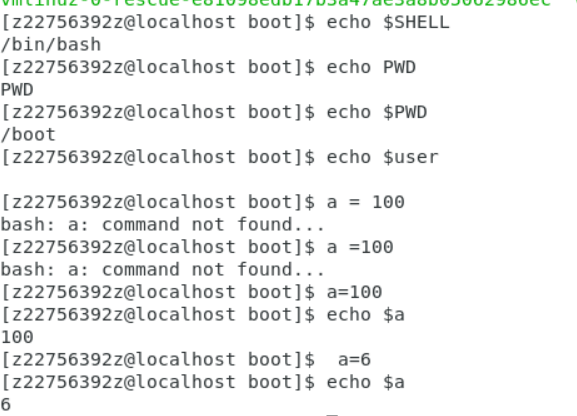 [z22756392z@localhost boot]$ echo $SHELL
/bin/bash
[z22756392z@localhost boot]$ echo PWD
PWD
[z22756392z@localhost boot]$ echo $PWD
/boot
[z22756392z@localhost boot]$ echo $user
[z22756392z@localhost boot]$ a = 100
bash: a: command not found...
[z22756392z@localhost boot]$ a =100
bash: a: command not found...
[z22756392z@localhost boot]$ a=100
[z22756392z@localhost boot]$ echo $a
100
[z22756392z@localhost boot]$  a=6
[z22756392z@localhost boot]$ echo $a
6